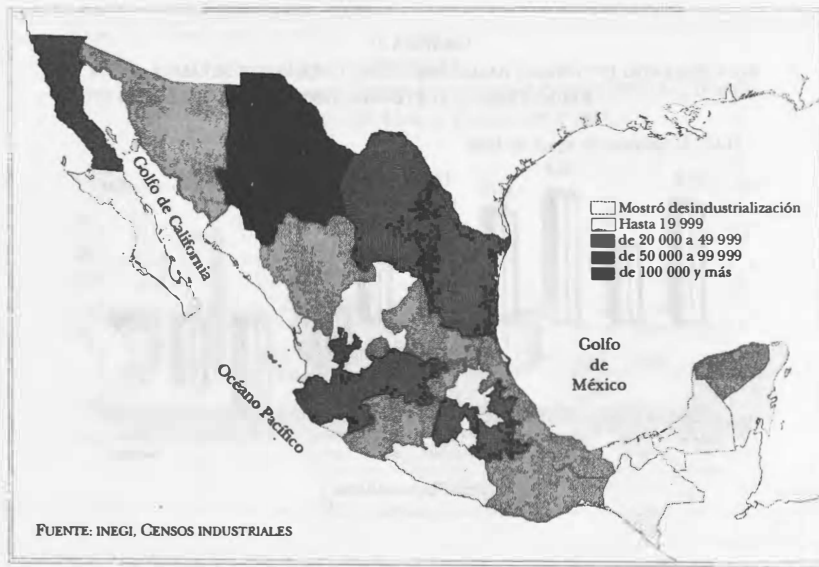 Golfo de California
Océano Pacífico
Golfo
de
México
Mostró desindustrialización
Hasta 19 999
de 20 000 a 49 999
de 50 000 a 99 999
de 100 000 y más
FUENTE: INEGI, CENSOS INDUSTRIALES